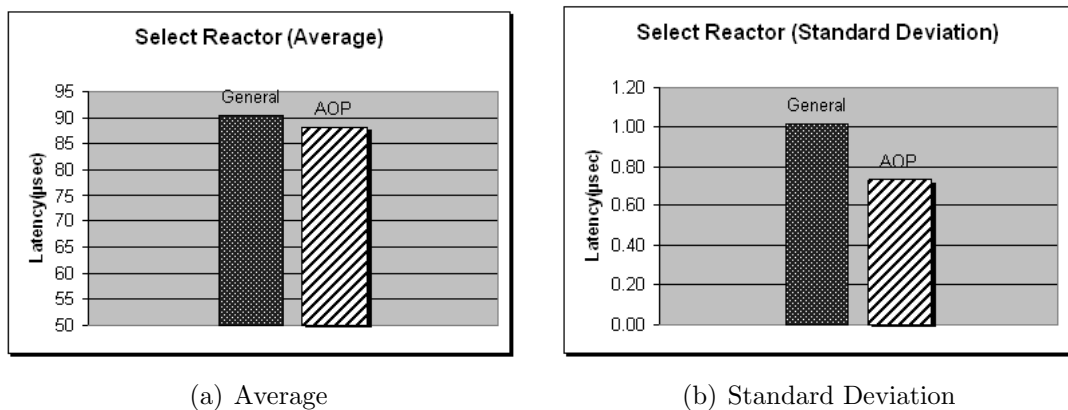 Select Reactor (Average)
Latency(µsec)
95
90
85
80
75
70
65
60
55
50
General
AOP
(a) Average
Select Reactor (Standard Deviation)
Latency(µsec)
1.20
1.00
0.80
0.60
0.40
0.20
0.00
General
AOP
(b) Standard Deviation